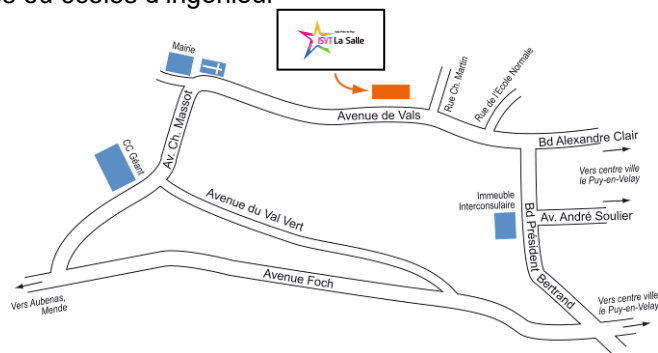 es ou écoles d'ingénieur
Mairie
ISVT La Salle
Rue Ch. Martin
Rue de l'Ecole Normale
Avenue de Vals
Bd Alexandre Clair
Av. Ch. Massot
CC Géant
Vers centre ville
le Puy-en-Velay
Immeuble
Interconsulaire
Avenue du Val Vert
Av. André Soulier
Bd Président
Bertrand
Avenue Foch
Vers Aubenas,
Mende
Vers centre ville
le Puy-en-Velay